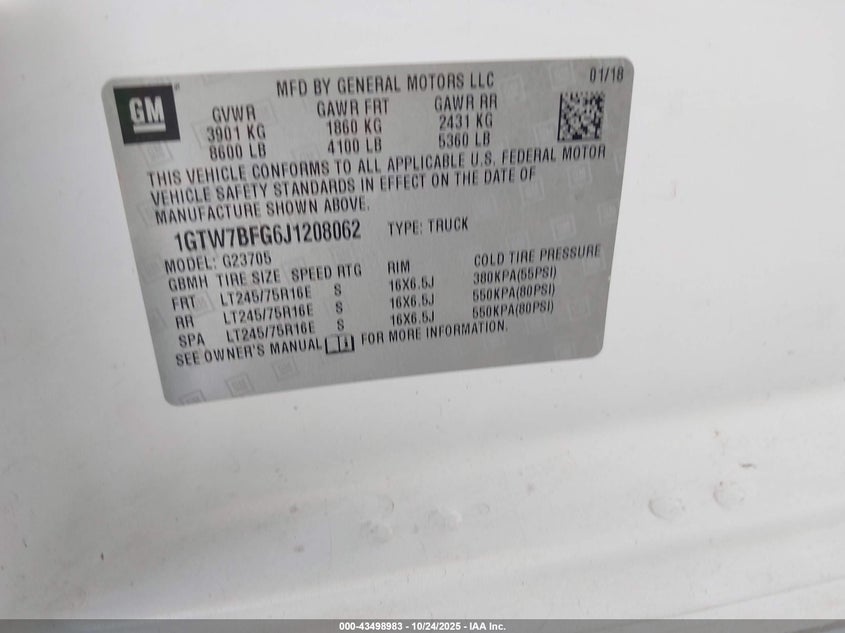 MFD BY GENERAL MOTORS LLC 01/18
GM
GVWR GAWR FRT GAWR RR
3901 KG 1860 KG 2431 KG
8600 LB 4100 LB 5360 LB
THIS VEHICLE CONFORMS TO ALL APPLICABLE U.S. FEDERAL MOTOR
VEHICLE SAFETY STANDARDS IN EFFECT ON THE DATE OF
MANUFACTURE SHOWN ABOVE.
1GTW7BFG6J1208062 TYPE: TRUCK
MODEL: G23705
GBMH TIRE SIZE SPEED RTG RIM COLD TIRE PRESSURE
FRT LT245/75R16E S 16X6.5J 380KPA(55PSI)
RR LT245/75R16E S 16X6.5J 550KPA(80PSI)
SPA LT245/75R16E S 16X6.5J 550KPA(80PSI)
SEE OWNER'S MANUAL FOR MORE INFORMATION.
000-43498983 - 10/24/2025 - IAA Inc.